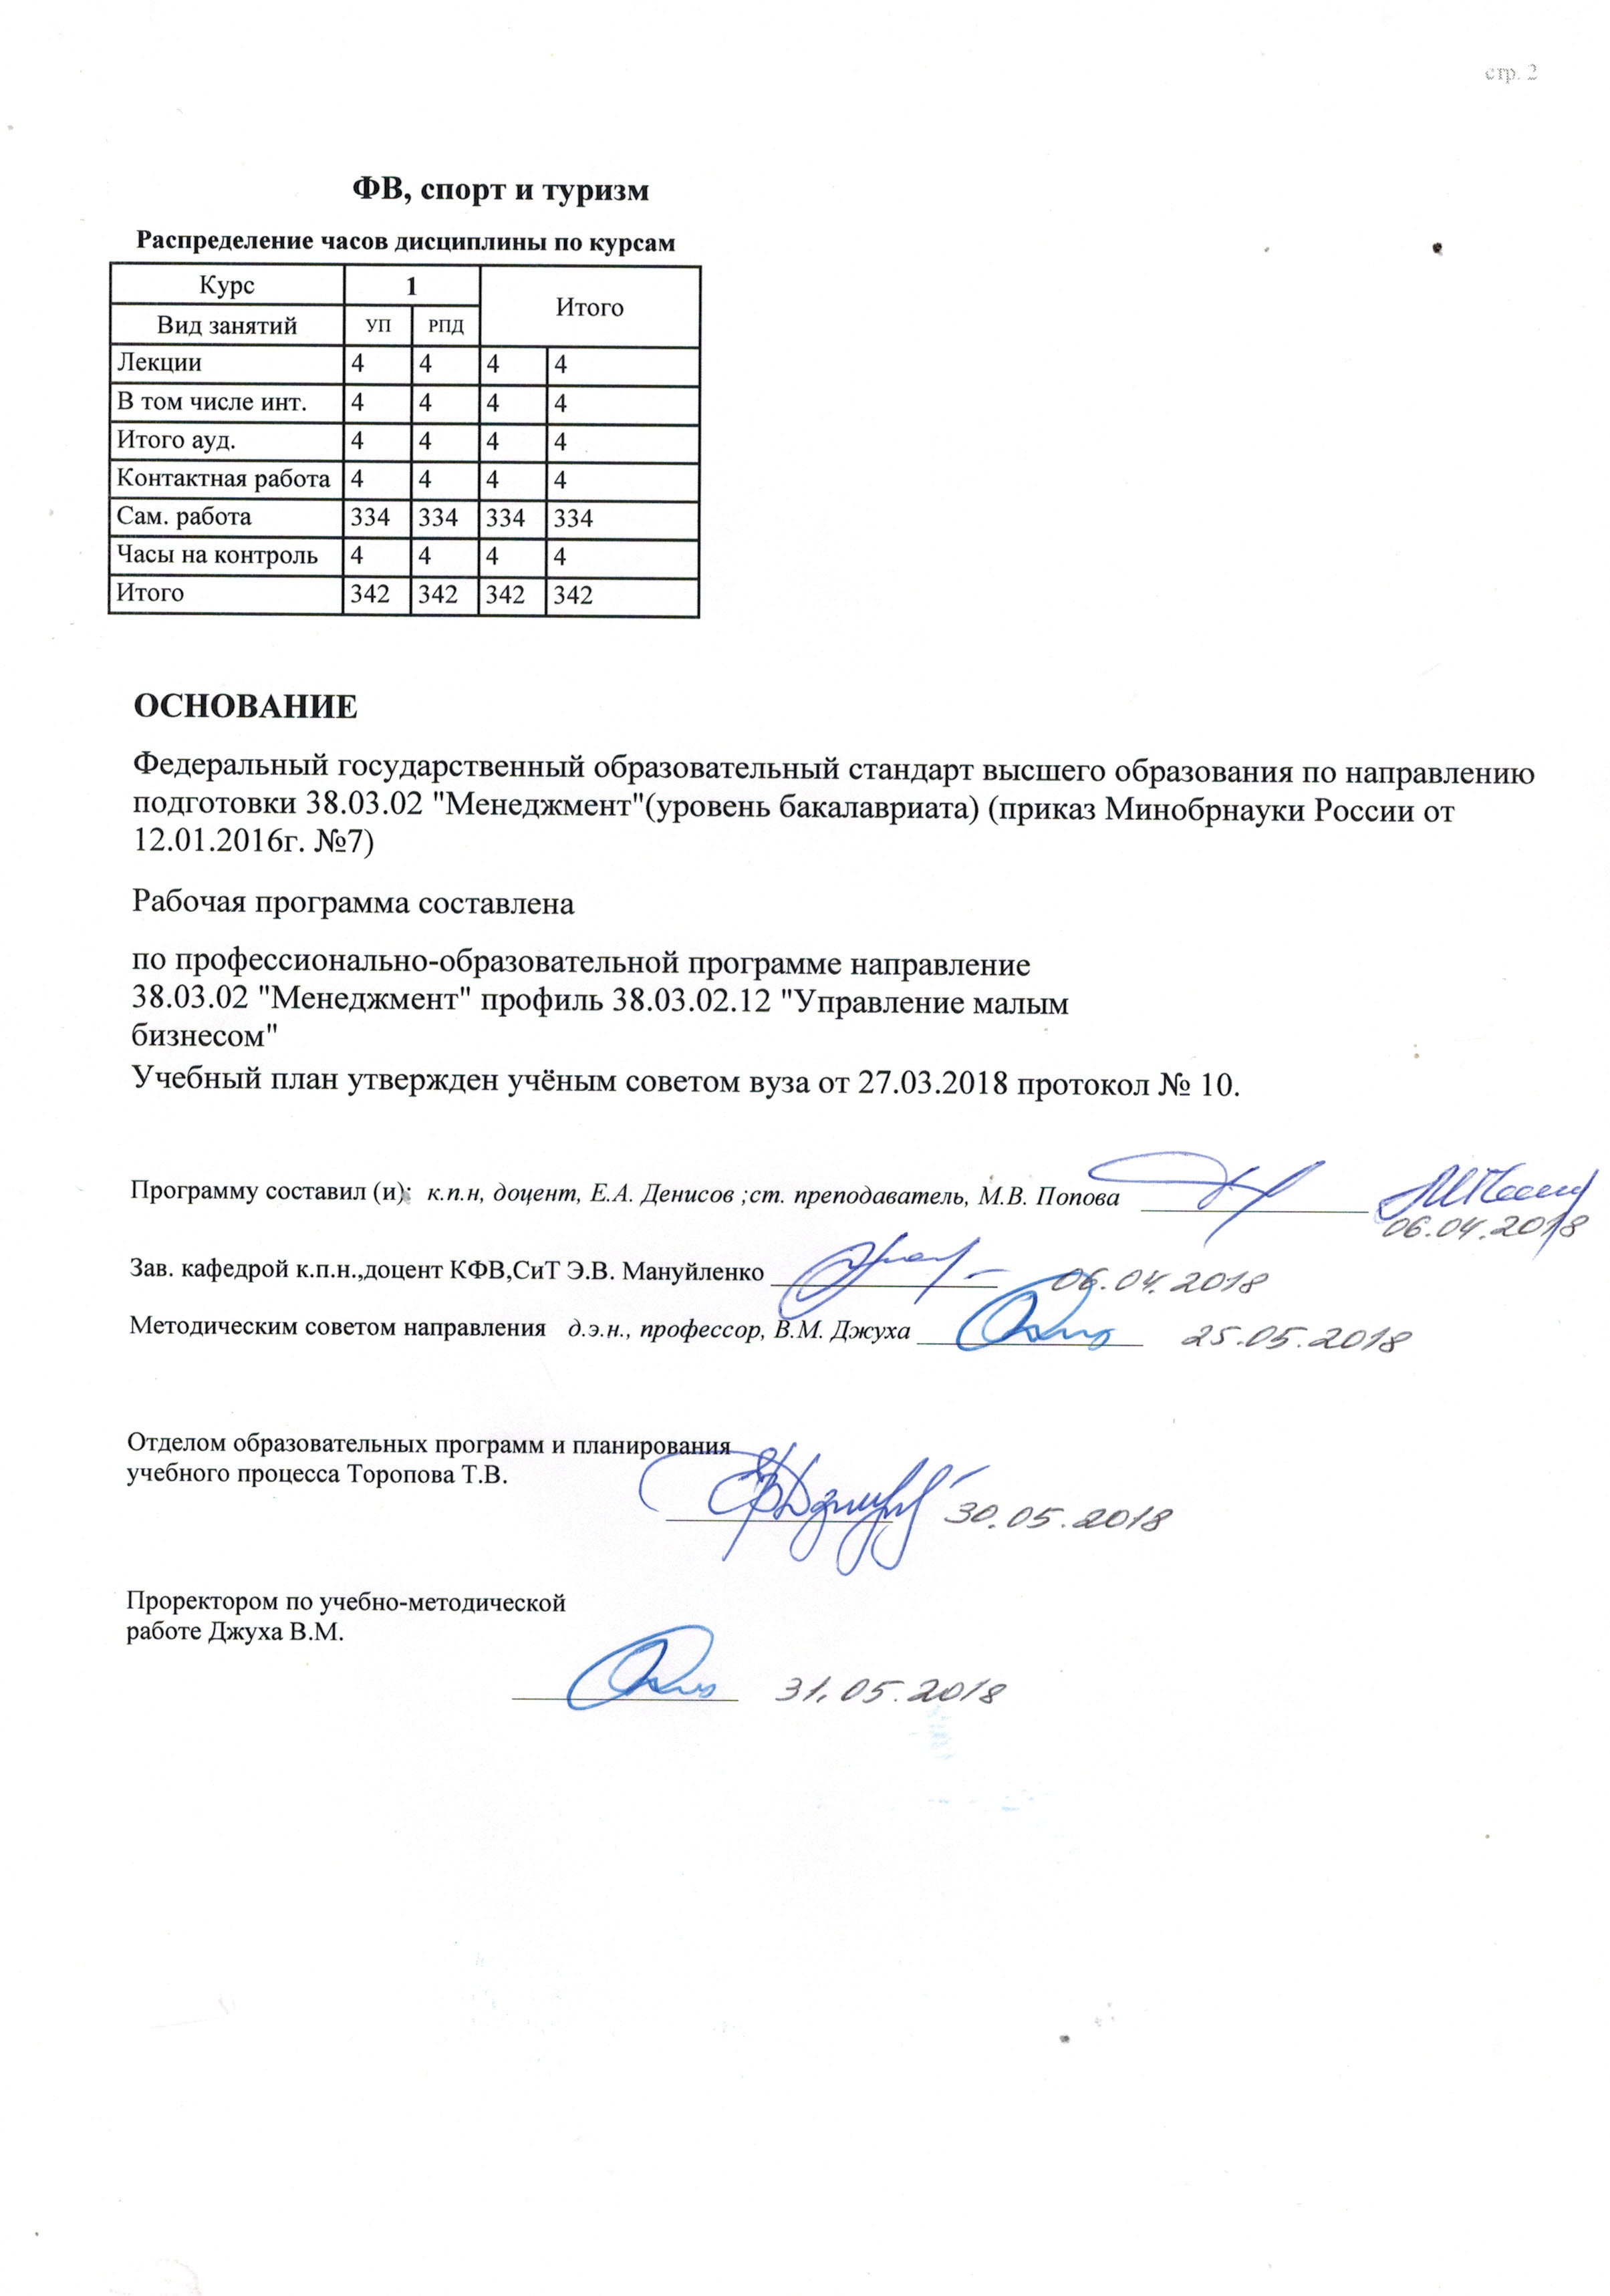 стр. 2
ФВ, спорт и туризм
Распределение часов дисциплины по курсам
Курс 1 Итого
Вид занятий УП РПД
Лекции 4 4 4 4
В том числе инт. 4 4 4 4
Итого ауд. 4 4 4 4
Контактная работа 4 4 4 4
Сам. работа 334 334 334 334
Часы на контроль 4 4 4 4
Итого 342 342 342 342
ОСНОВАНИЕ
Федеральный государственный образовательный стандарт высшего образования по направлению
подготовки 38.03.02 "Менеджмент"(уровень бакалавриата) (приказ Минобрнауки России от
12.01.2016г. №7)
Рабочая программа составлена
по профессионально-образовательной программе направление
38.03.02 "Менеджмент" профиль 38.03.02.12 "Управление малым
бизнесом"
Учебный план утвержден учёным советом вуза от 27.03.2018 протокол № 10.
Программу составил (и): к.п.н, доцент, Е.А. Денисов ;ст. преподаватель, М.В. Попова
06.04.2018
Зав. кафедрой к.п.н.,доцент КФВ,СиТ Э.В. Мануйленко 06.04.2018
Методическим советом направления д.э.н., профессор, В.М. Джуха 25.05.2018
Отделом образовательных программ и планирования
учебного процесса Торопова Т.В.
30.05.2018
Проректором по учебно-методической
работе Джуха В.М.
31.05.2018